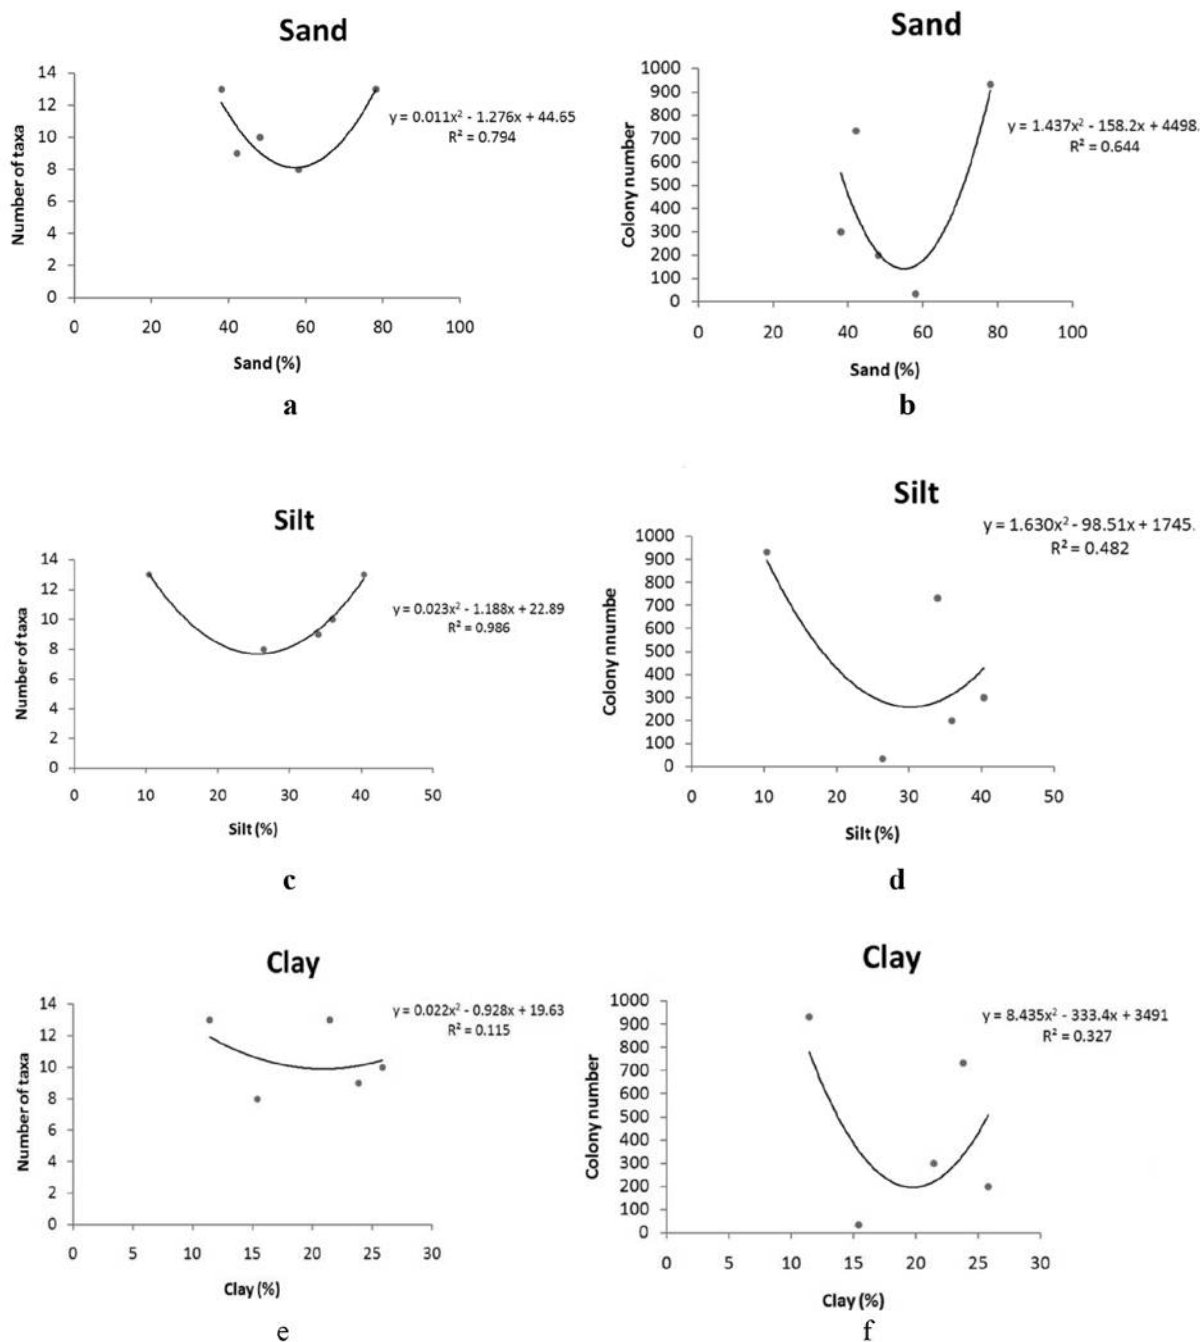 Sand
14
12
10
8
6
4
2
0
Number of taxa
y = 0.011x² - 1.276x + 44.65
R² = 0.794
0 20 40 60 80 100
Sand (%)
a
Sand
1000
900
800
700
600
500
400
300
200
100
0
Colony number
y = 1.437x² - 158.2x + 4498.
R² = 0.644
0 20 40 60 80 100
Sand (%)
b
Silt
14
12
10
8
6
4
2
0
Number of taxa
y = 0.023x² - 1.188x + 22.89
R² = 0.986
0 10 20 30 40 50
Silt (%)
c
Silt
y = 1.630x² - 98.51x + 1745.
R² = 0.482
1000
900
800
700
600
500
400
300
200
100
0
Colony nnumbe
0 10 20 30 40 50
Silt (%)
d
Clay
14
12
10
8
6
4
2
0
Number of taxa
y = 0.022x² - 0.928x + 19.63
R² = 0.115
0 5 10 15 20 25 30
Clay (%)
e
Clay
1000
900
800
700
600
500
400
300
200
100
0
Colony number
y = 8.435x² - 333.4x + 3491
R² = 0.327
0 5 10 15 20 25 30
Clay (%)
f